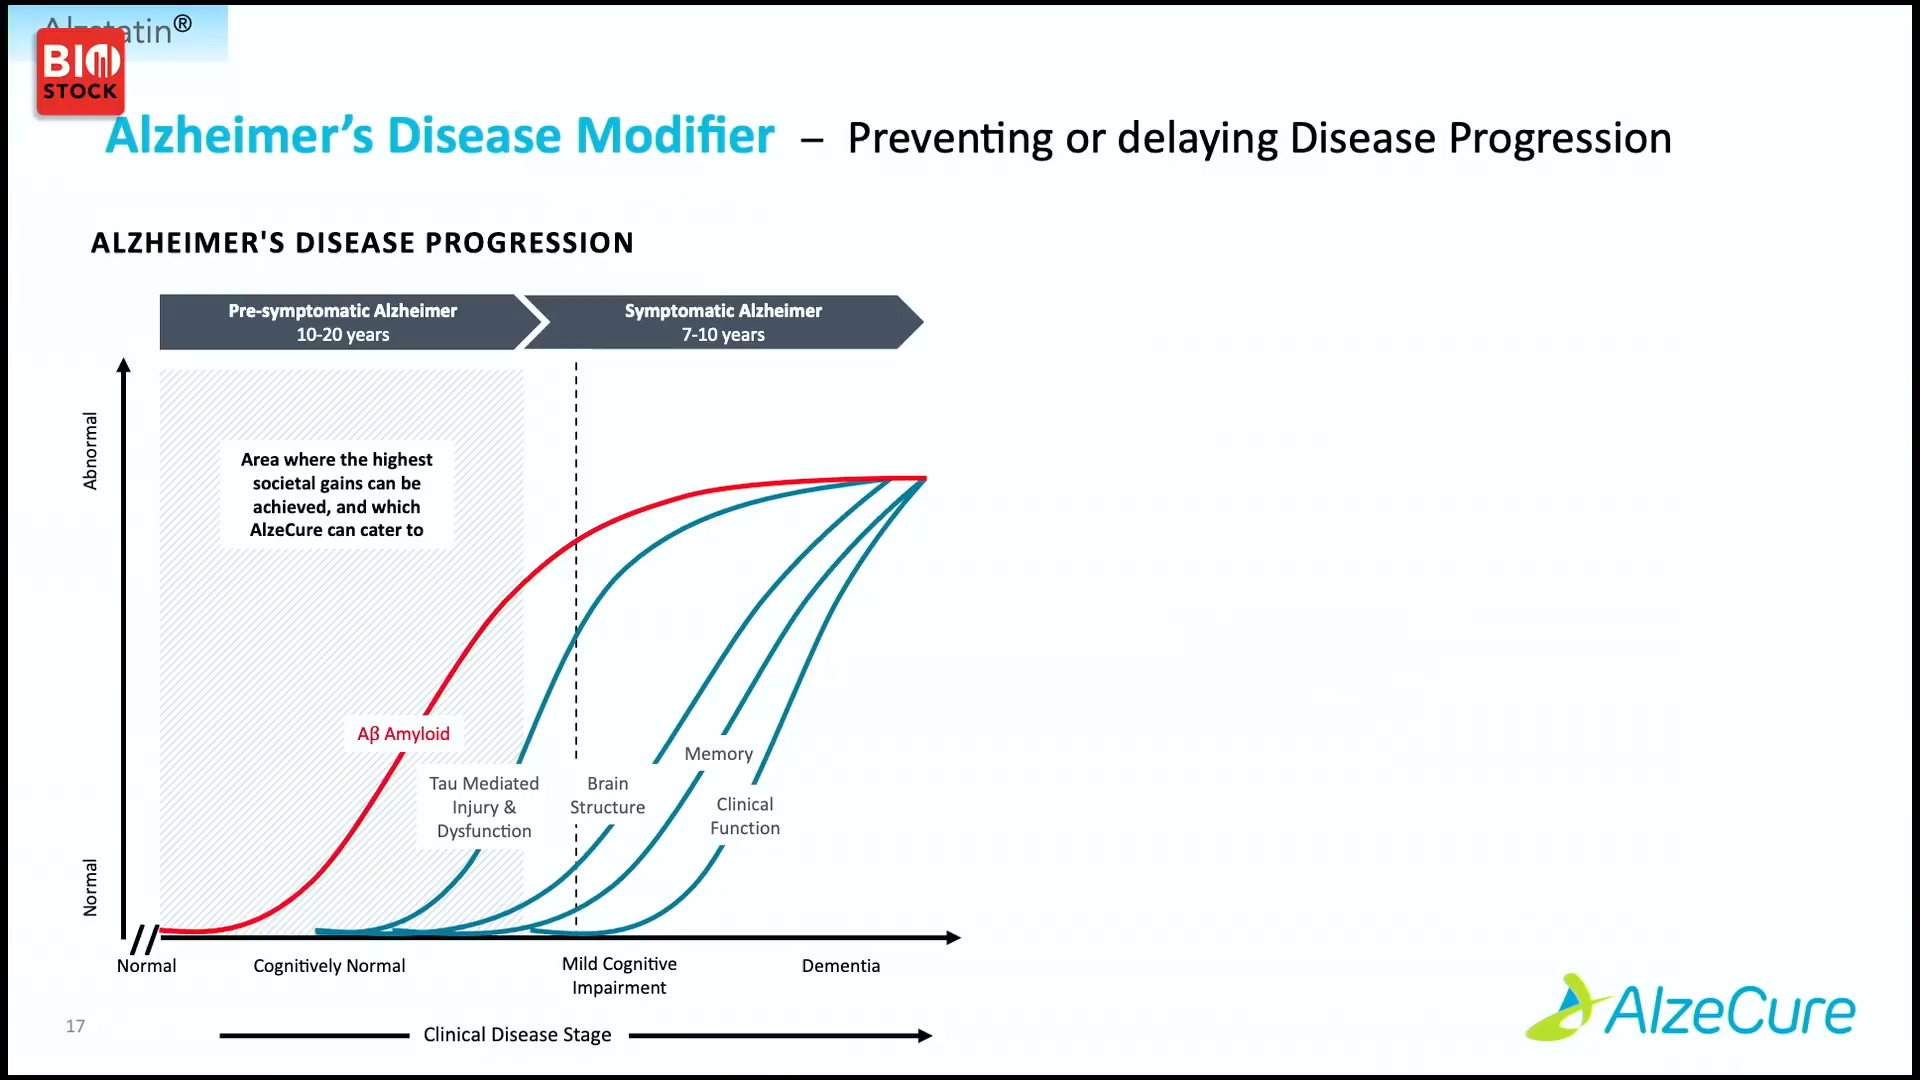 BIO
STOCK
Alzheimer’s Disease Modifier – Preventing or delaying Disease Progression
ALZHEIMER'S DISEASE PROGRESSION
Pre-symptomatic Alzheimer
10-20 years
Symptomatic Alzheimer
7-10 years
Abnormal
Normal
Area where the highest
societal gains can be
achieved, and which
AlzeCure can cater to
Aβ Amyloid
Tau Mediated
Injury &
Dysfunction
Brain
Structure
Memory
Clinical
Function
Normal
Cognitively Normal
Mild Cognitive
Impairment
Dementia
Clinical Disease Stage
17
AlzeCure